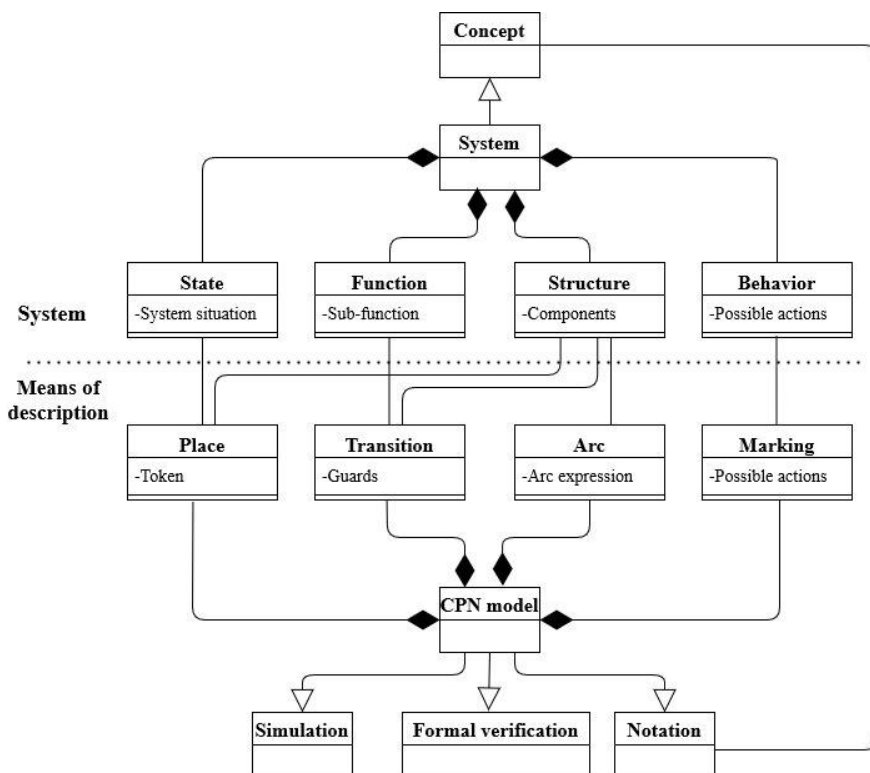 Concept
System
State
-System situation
Function
-Sub-function
Structure
-Components
Behavior
-Possible actions
System
Means of
description
Place
-Token
Transition
-Guards
Arc
-Arc expression
Marking
-Possible actions
CPN model
Simulation
Formal verification
Notation